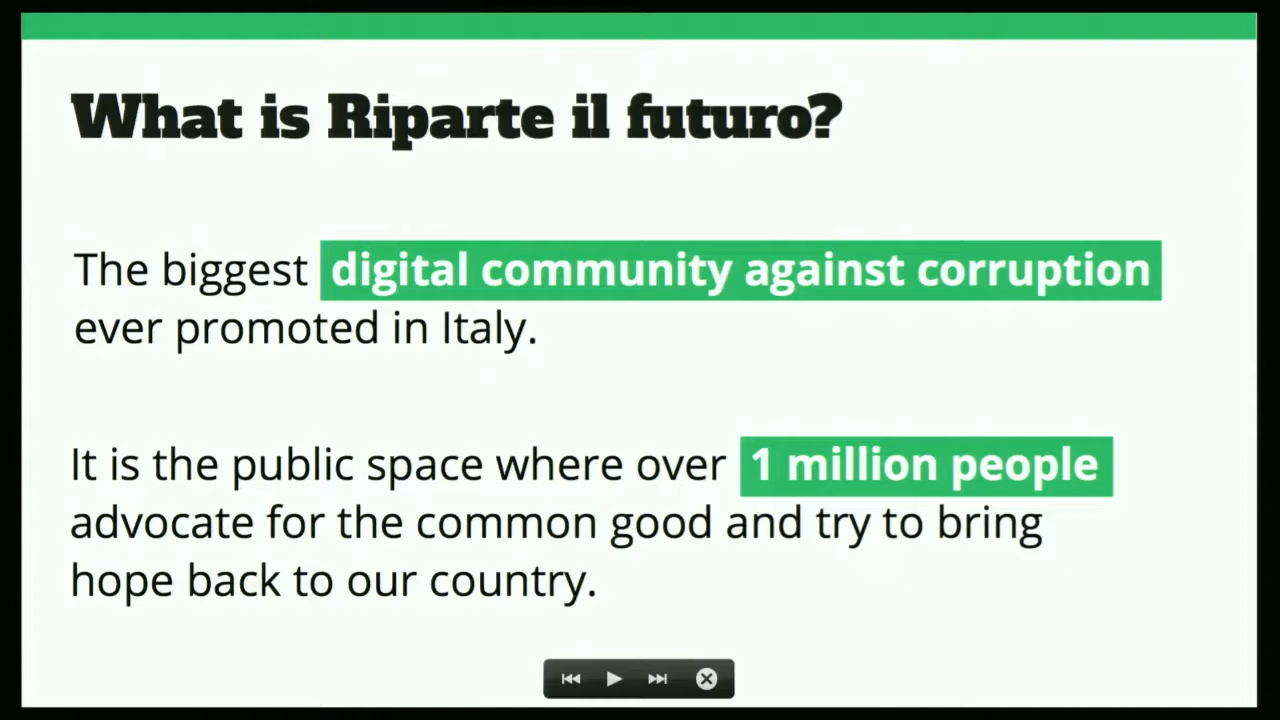 What is Riparte il futuro?
The biggest digital community against corruption
ever promoted in Italy.
It is the public space where over 1 million people
advocate for the common good and try to bring
hope back to our country.